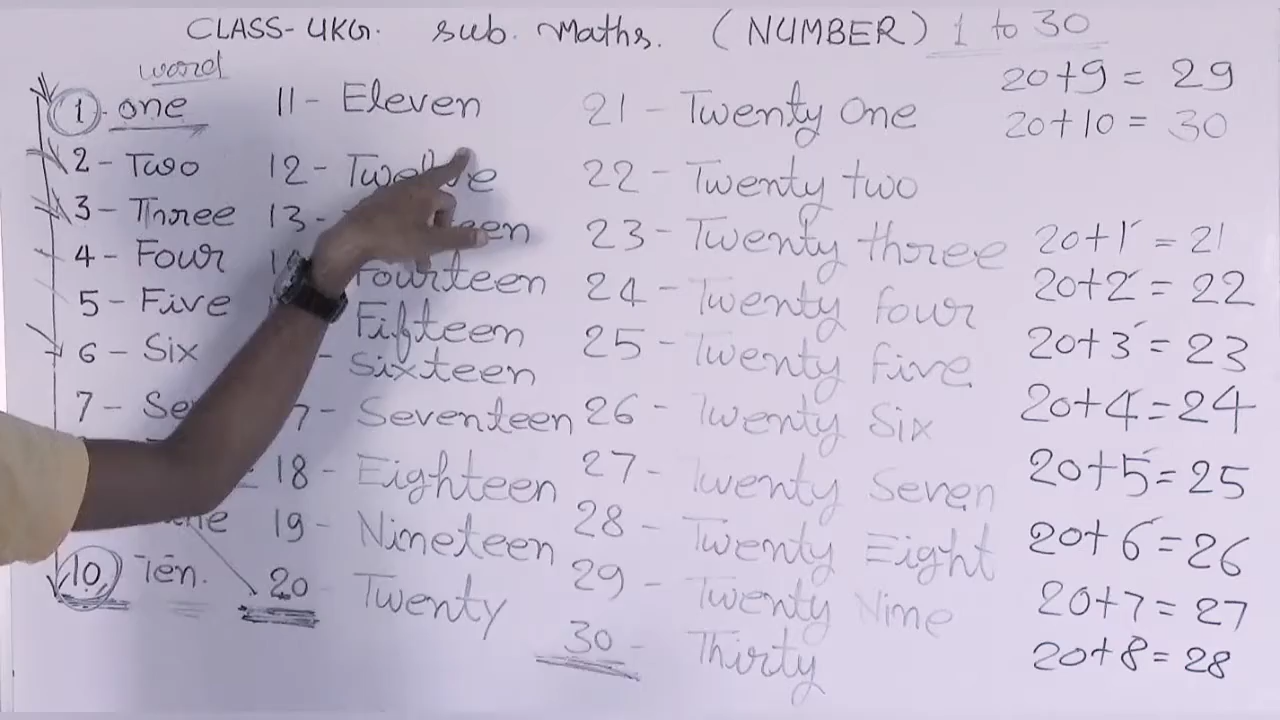 CLASS-UKG. sub. Maths. (NUMBER) 1 to 30
word
1. one
2 - Two
3 - Three
4 - Four
5 - Five
6 - Six
7 -
10. Ten.
11 - Eleven
12 - Twelve
13 -
Fourteen
Fifteen
- Sixteen
7 - Seventeen
18 - Eighteen
19 - Nineteen
20 Twenty
21 - Twenty One
22 - Twenty two
23 - Twenty three
24 - Twenty four
25 - Twenty five
26 - Twenty Six
27 - Twenty Seven
28 - Twenty Eight
29 - Twenty Nine
30 - Thirty
20+9 = 29
20+10 = 30
20+1 = 21
20+2 = 22
20+3 = 23
20+4 = 24
20+5 = 25
20+6 = 26
20+7 = 27
20+8 = 28